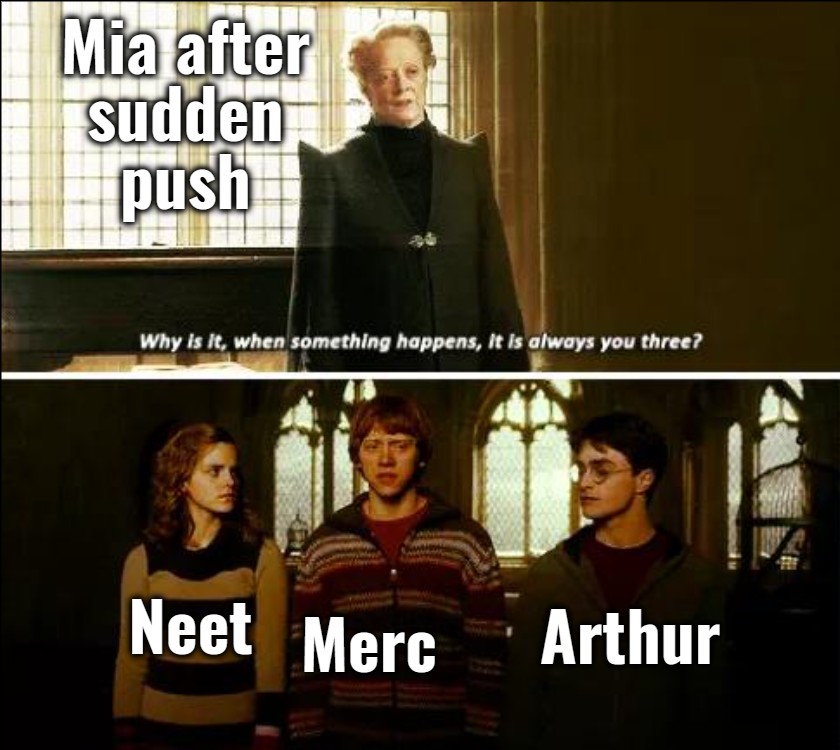 Mia after
sudden
push
Why is it, when something happens, it is always you three?
Neet
Merc
Arthur